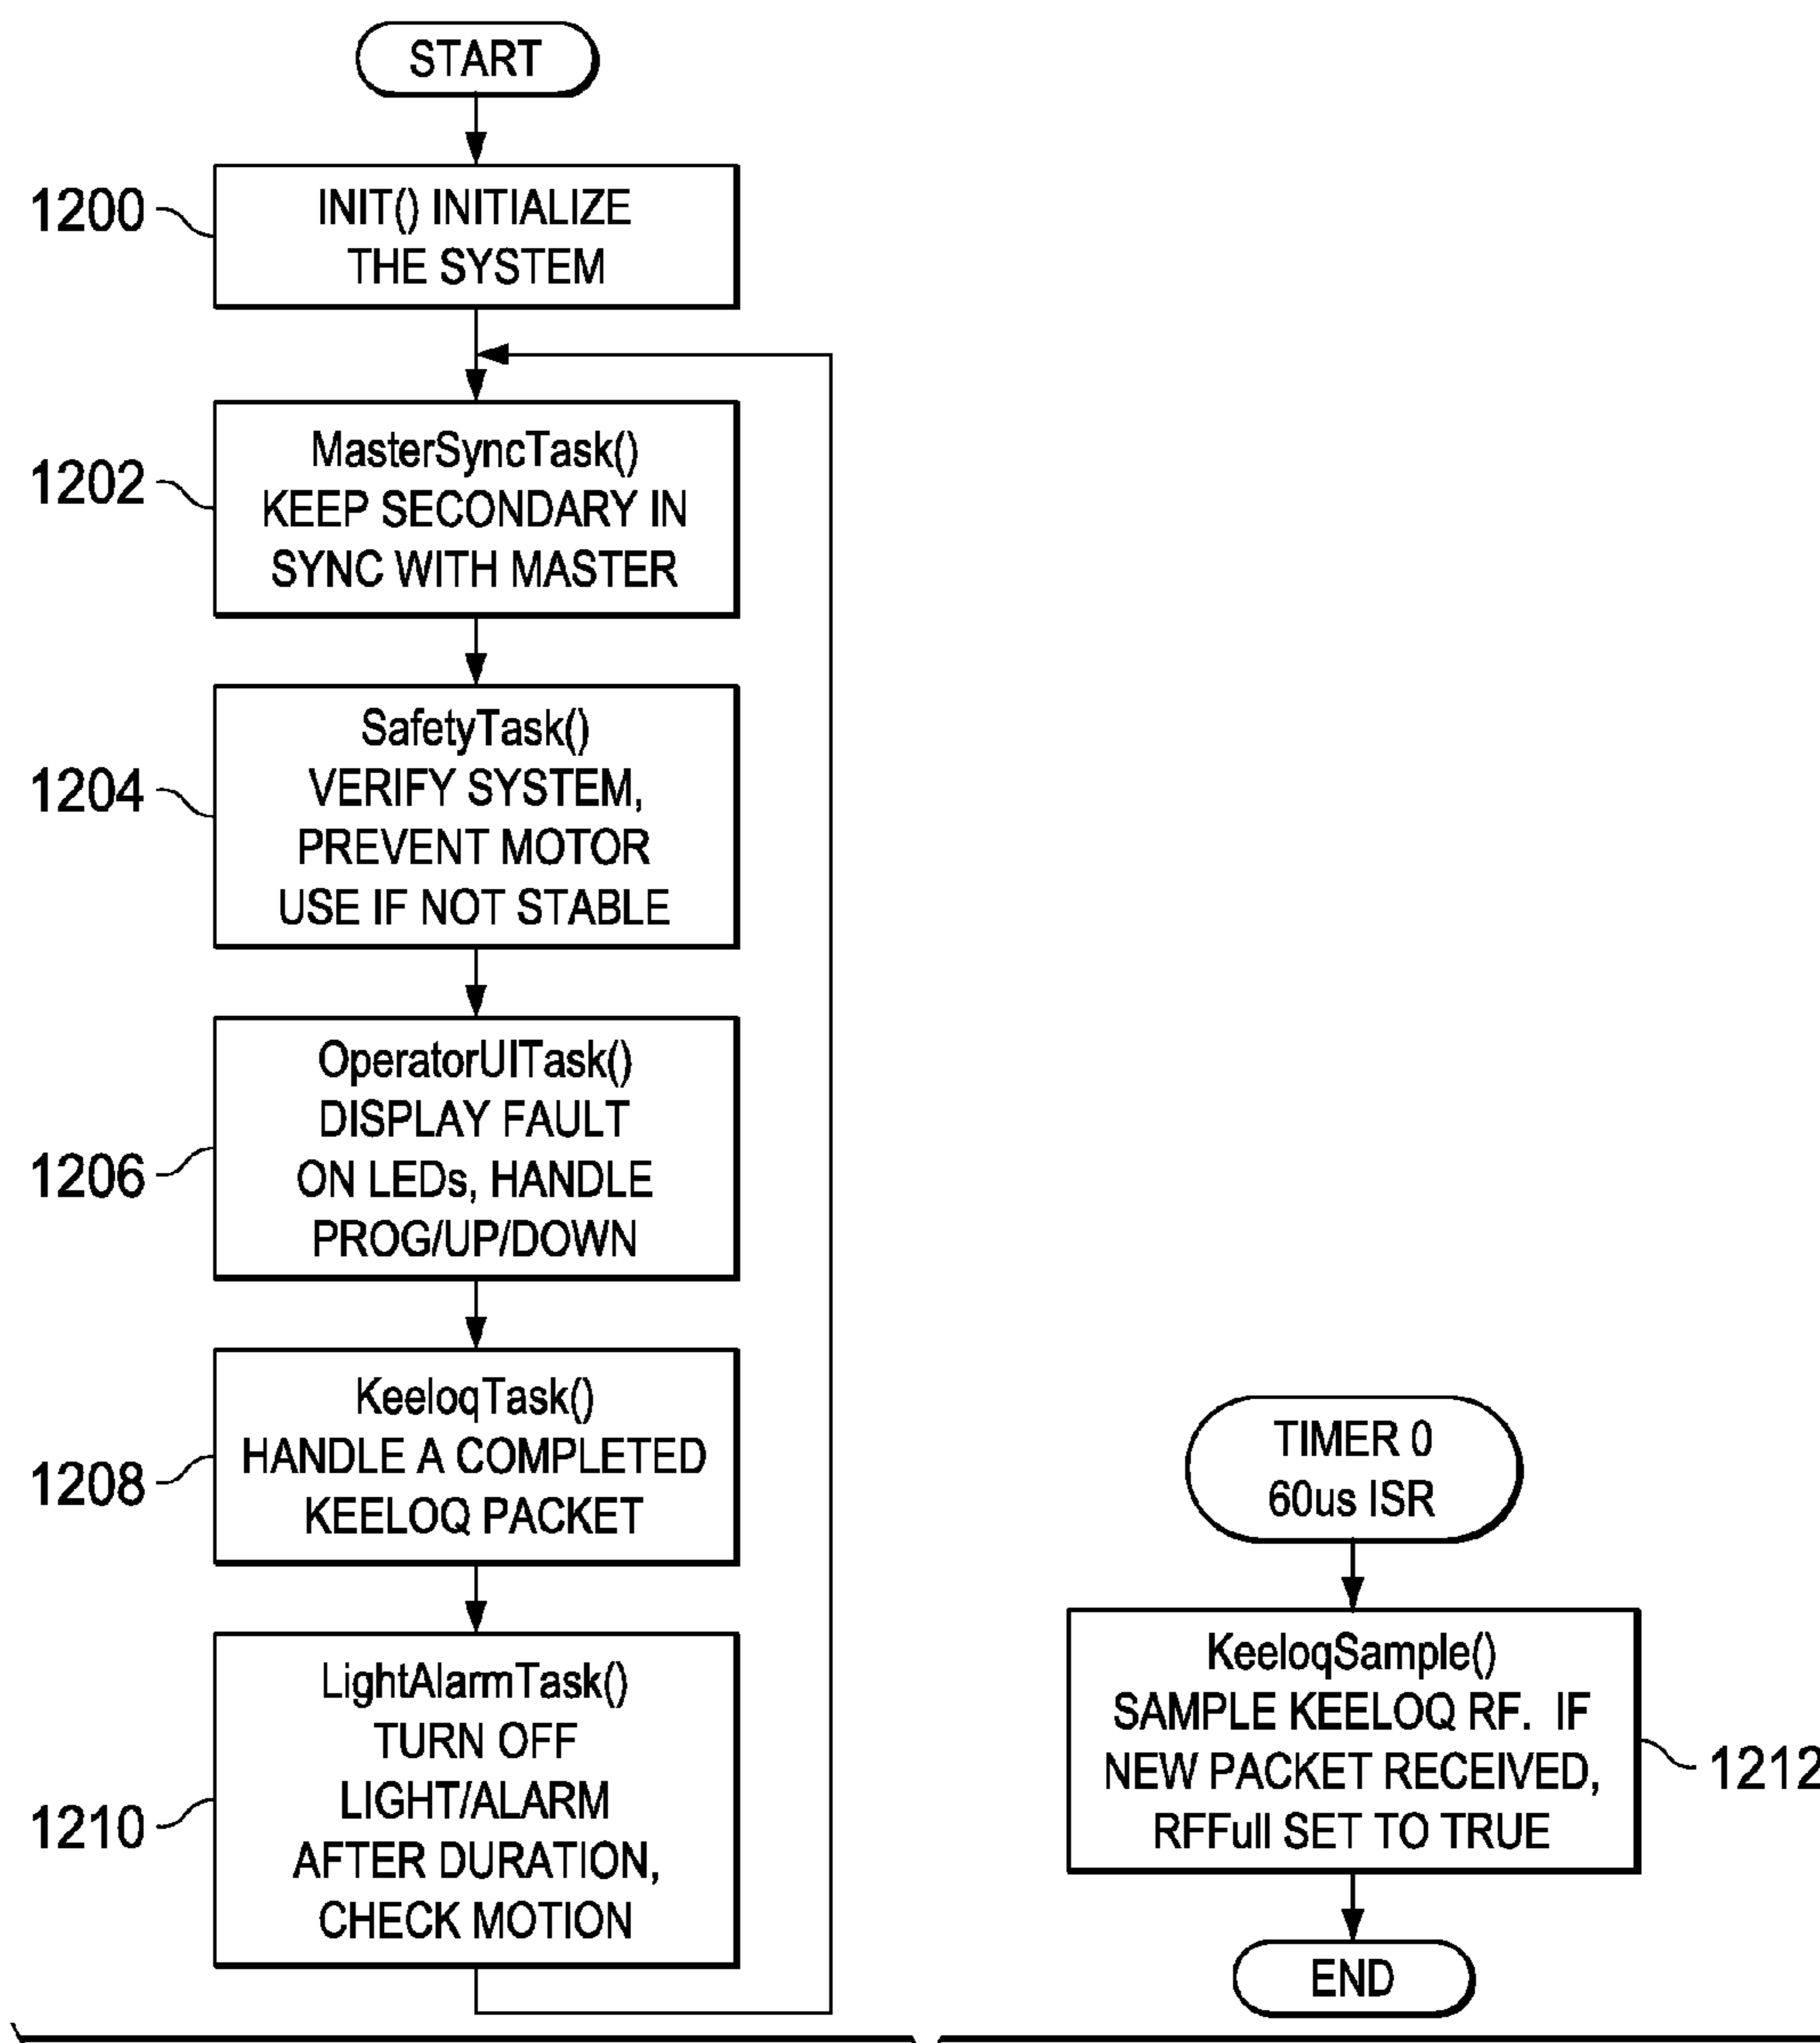 START
1200
INIT() INITIALIZE
THE SYSTEM
1202
MasterSyncTask()
KEEP SECONDARY IN
SYNC WITH MASTER
1204
SafetyTask()
VERIFY SYSTEM,
PREVENT MOTOR
USE IF NOT STABLE
1206
OperatorUITask()
DISPLAY FAULT
ON LEDs, HANDLE
PROG/UP/DOWN
1208
KeeloqTask()
HANDLE A COMPLETED
KEELOQ PACKET
1210
LightAlarmTask()
TURN OFF
LIGHT/ALARM
AFTER DURATION,
CHECK MOTION
TIMER 0
60us ISR
KeeloqSample()
SAMPLE KEELOQ RF. IF
NEW PACKET RECEIVED,
RFFull SET TO TRUE
1212
END